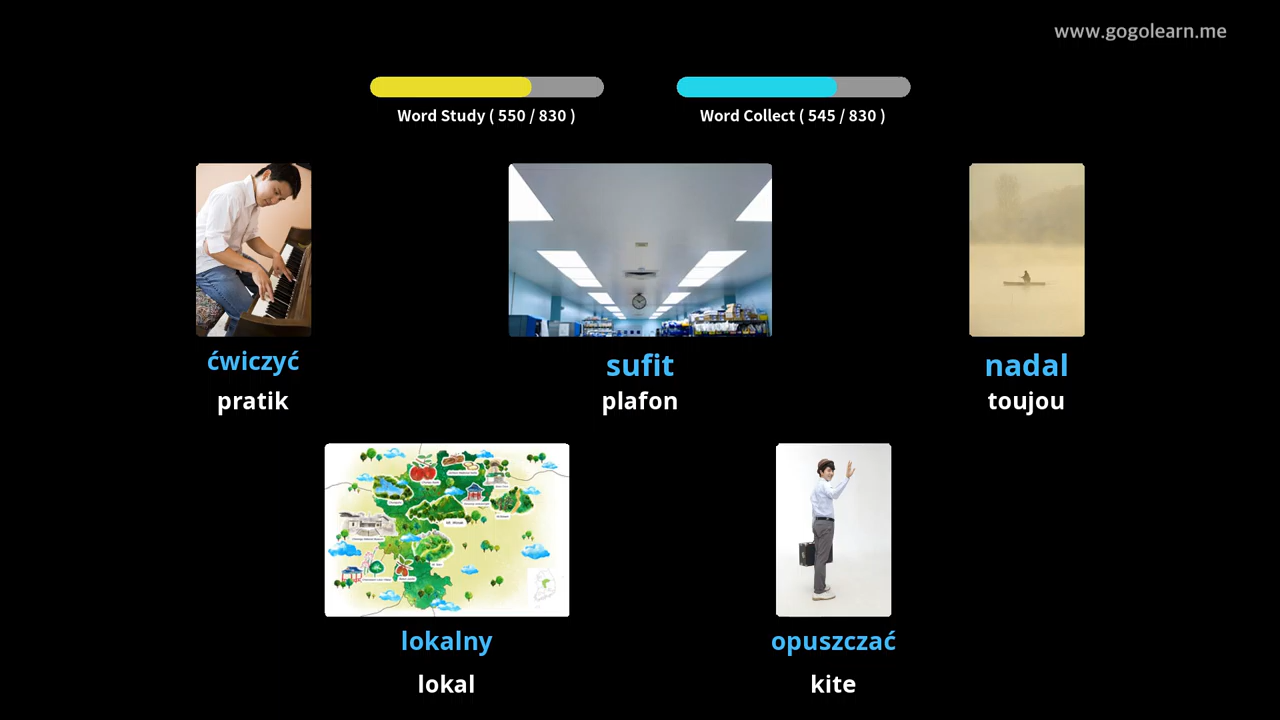 www.gogolearn.me
Word Study ( 550 / 830 )
Word Collect ( 545 / 830 )
ćwiczyć
pratik
sufit
plafon
nadal
toujou
lokalny
lokal
opuszczać
kite